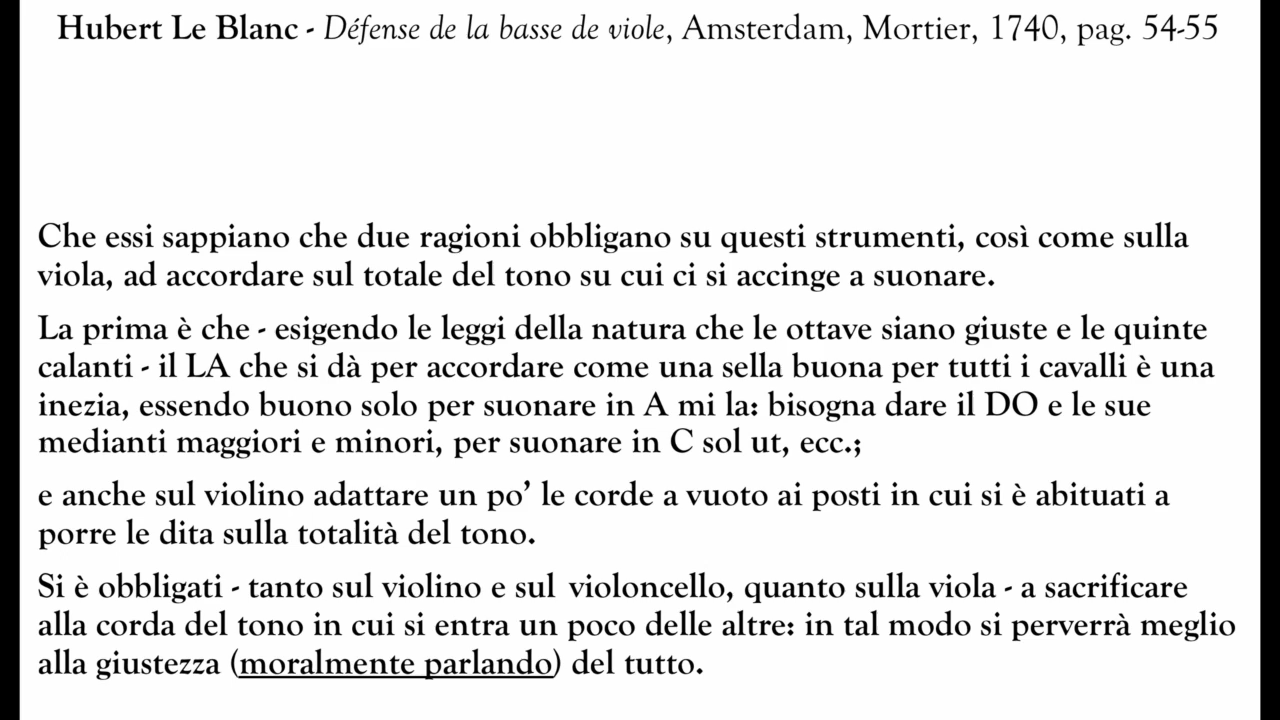 Hubert Le Blanc - Défense de la basse de viole, Amsterdam, Mortier, 1740, pag. 54-55
Che essi sappiano che due ragioni obbligano su questi strumenti, così come sulla
viola, ad accordare sul totale del tono su cui ci si accinge a suonare.
La prima è che - esigendo le leggi della natura che le ottave siano giuste e le quinte
calanti - il LA che si dà per accordare come una sella buona per tutti i cavalli è una
inezia, essendo buono solo per suonare in A mi la: bisogna dare il DO e le sue
medianti maggiori e minori, per suonare in C sol ut, ecc.;
e anche sul violino adattare un po’ le corde a vuoto ai posti in cui si è abituati a
porre le dita sulla totalità del tono.
Si è obbligati - tanto sul violino e sul violoncello, quanto sulla viola - a sacrificare
alla corda del tono in cui si entra un poco delle altre: in tal modo si perverrà meglio
alla giustezza (moralmente parlando) del tutto.